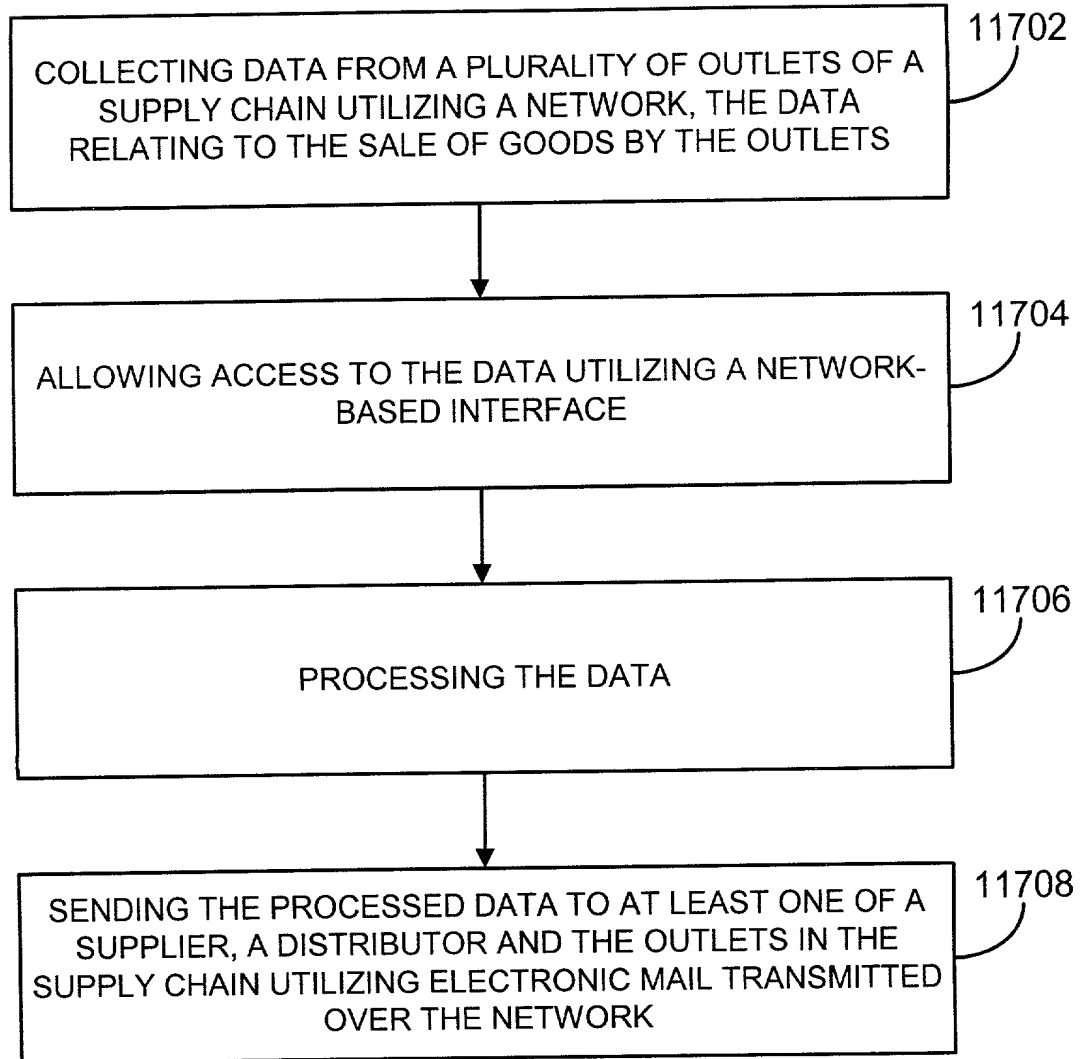 11702
COLLECTING DATA FROM A PLURALITY OF OUTLETS OF A
SUPPLY CHAIN UTILIZING A NETWORK, THE DATA
RELATING TO THE SALE OF GOODS BY THE OUTLETS
11704
ALLOWING ACCESS TO THE DATA UTILIZING A NETWORK-
BASED INTERFACE
11706
PROCESSING THE DATA
11708
SENDING THE PROCESSED DATA TO AT LEAST ONE OF A
SUPPLIER, A DISTRIBUTOR AND THE OUTLETS IN THE
SUPPLY CHAIN UTILIZING ELECTRONIC MAIL TRANSMITTED
OVER THE NETWORK